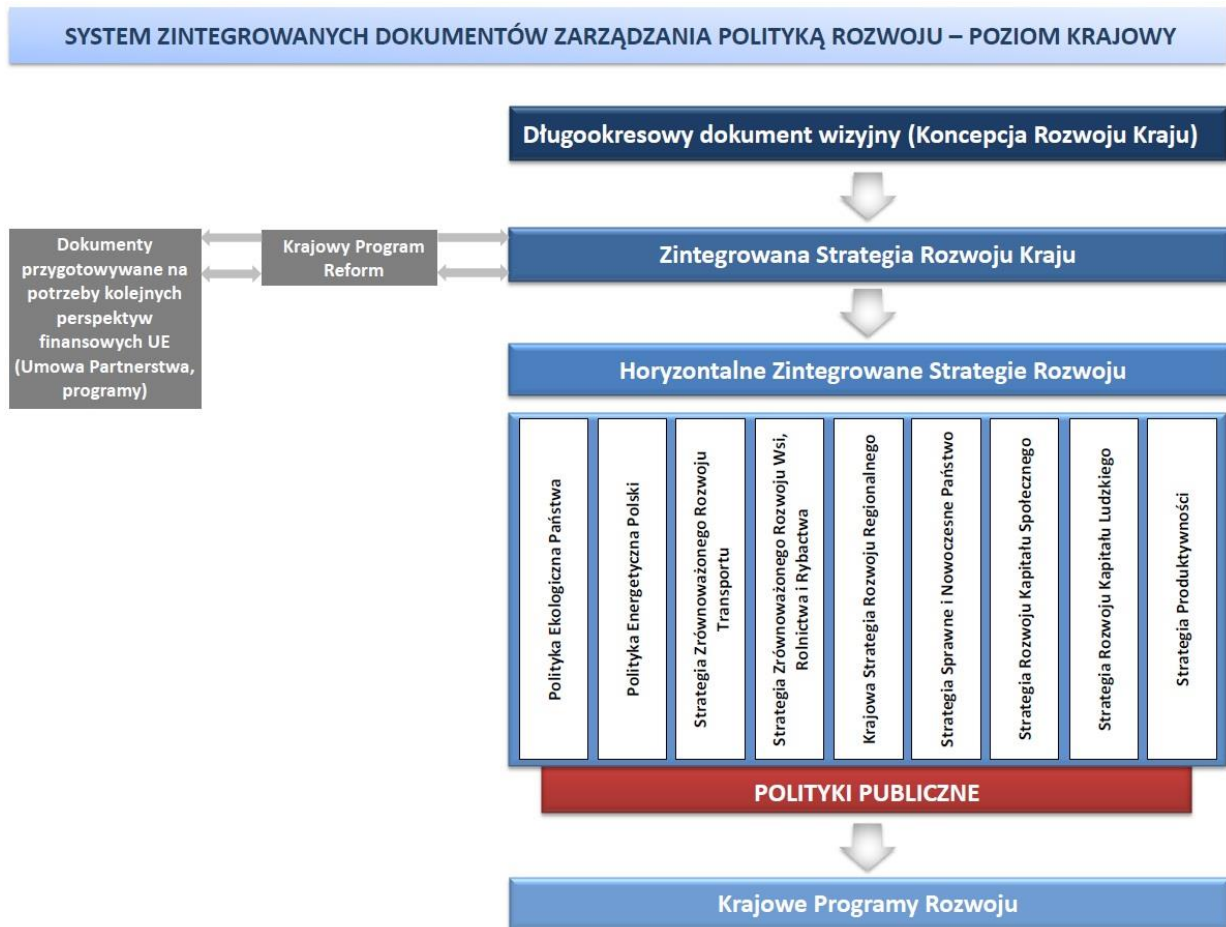 SYSTEM ZINTEGROWANYCH DOKUMENTÓW ZARZĄDZANIA POLITYKĄ ROZWOJU – POZIOM KRAJOWY
Długookresowy dokument wizyjny (Koncepcja Rozwoju Kraju)
Dokumenty
przygotowywane na
potrzeby kolejnych
perspektyw
finansowych UE
(Umowa Partnerstwa,
programy)
Krajowy Program
Reform
Zintegrowana Strategia Rozwoju Kraju
Horyzontalne Zintegrowane Strategie Rozwoju
Polityka Ekologiczna Państwa
Polityka Energetyczna Polski
Strategia Zrównoważonego Rozwoju
Transportu
Strategia Zrównoważonego Rozwoju Wsi,
Rolnictwa i Rybactwa
Krajowa Strategia Rozwoju Regionalnego
Strategia Sprawne i Nowoczesne Państwo
Strategia Rozwoju Kapitału Społecznego
Strategia Rozwoju Kapitału Ludzkiego
Strategia Produktywności
POLITYKI PUBLICZNE
Krajowe Programy Rozwoju